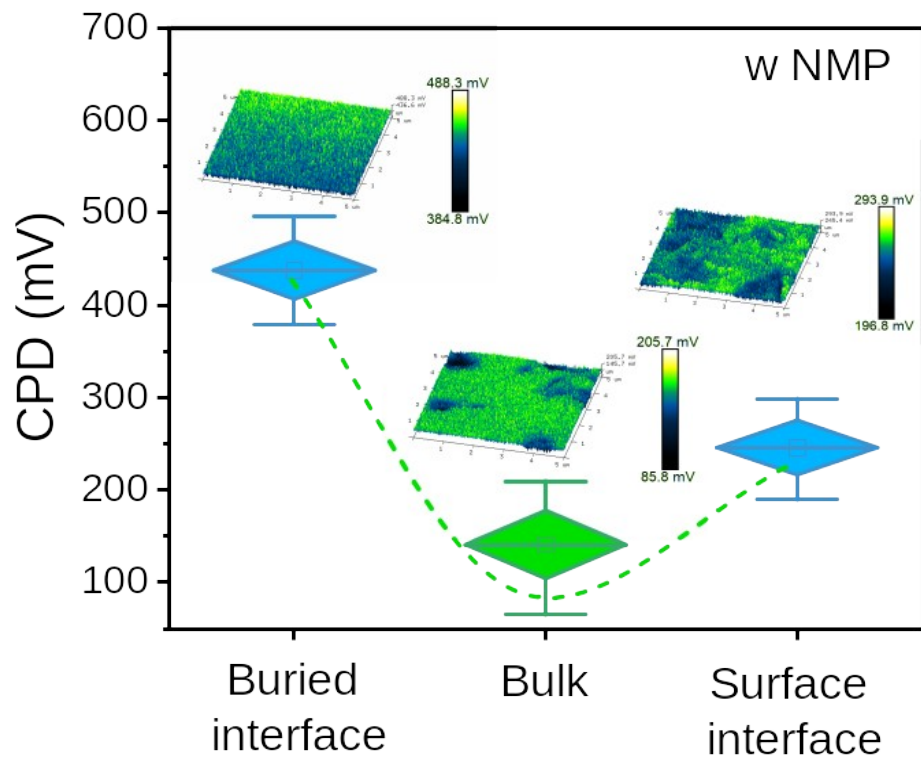 w NMP
CPD (mV)
700
600
500
400
300
200
100
488.3 mV
384.8 mV
293.9 mV
196.8 mV
205.7 mV
85.8 mV
Buried
interface
Bulk
Surface
interface